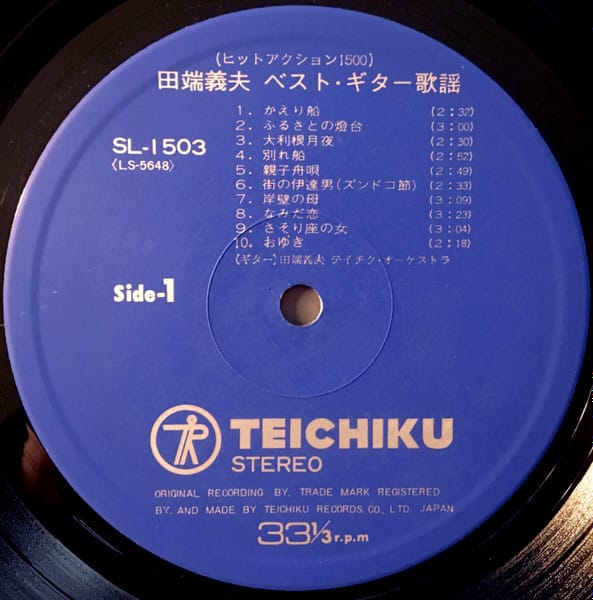 (ヒットアクション1500)
田端義夫 ベスト・ギター歌謡
SL-1503
〈LS-5648〉
1. かえり船 (2:32)
2. ふるさとの燈台 (3:00)
3. 大利根月夜 (2:30)
4. 別れ船 (2:52)
5. 親子舟唄 (2:49)
6. 街の伊達男(ズンドコ節) (2:33)
7. 岸壁の母 (3:09)
8. なみだ恋 (3:23)
9. さそり座の女 (3:04)
10. おゆき (2:18)
(ギター)田端義夫 テイチク・オーケストラ
Side-1
TEICHIKU
STEREO
ORIGINAL RECORDING BY, TRADE MARK REGISTERED
BY, AND MADE BY TEICHIKU RECORDS CO., LTD. JAPAN
33 1/3 r.p.m